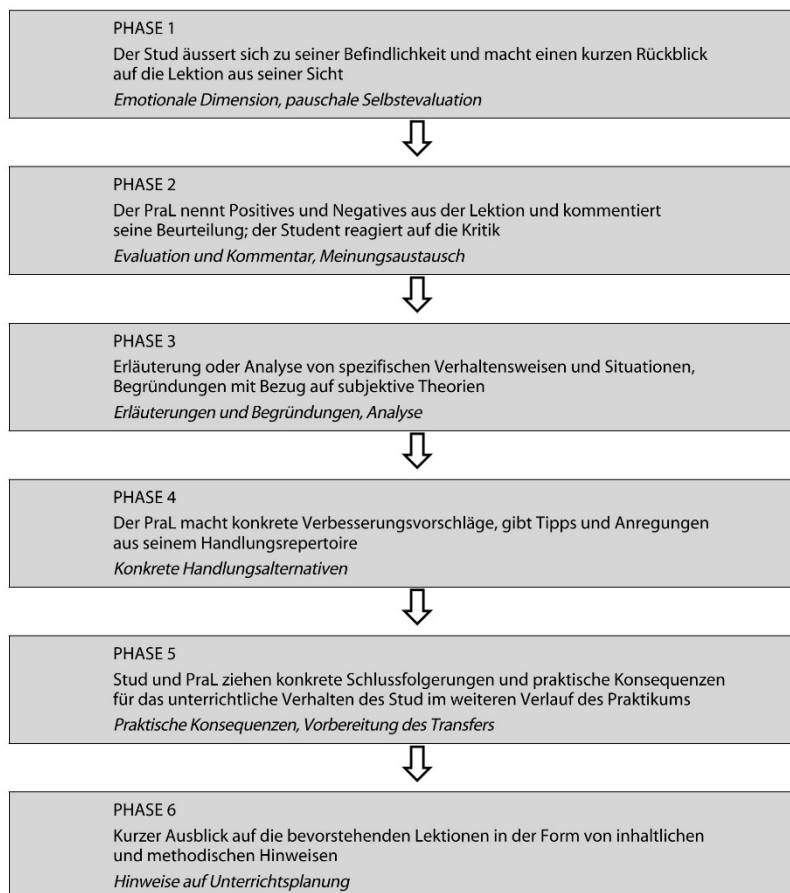 PHASE 1
Der Stud äussert sich zu seiner Befindlichkeit und macht einen kurzen Rückblick
auf die Lektion aus seiner Sicht
Emotionale Dimension, pauschale Selbstevaluation
PHASE 2
Der PraL nennt Positives und Negatives aus der Lektion und kommentiert
seine Beurteilung; der Student reagiert auf die Kritik
Evaluation und Kommentar, Meinungsaustausch
PHASE 3
Erläuterung oder Analyse von spezifischen Verhaltensweisen und Situationen,
Begründungen mit Bezug auf subjektive Theorien
Erläuterungen und Begründungen, Analyse
PHASE 4
Der PraL macht konkrete Verbesserungsvorschläge, gibt Tipps und Anregungen
aus seinem Handlungsrepertoire
Konkrete Handlungsalternativen
PHASE 5
Stud und PraL ziehen konkrete Schlussfolgerungen und praktische Konsequenzen
für das unterrichtliche Verhalten des Stud im weiteren Verlauf des Praktikums
Praktische Konsequenzen, Vorbereitung des Transfers
PHASE 6
Kurzer Ausblick auf die bevorstehenden Lektionen in der Form von inhaltlichen
und methodischen Hinweisen
Hinweise auf Unterrichtsplanung